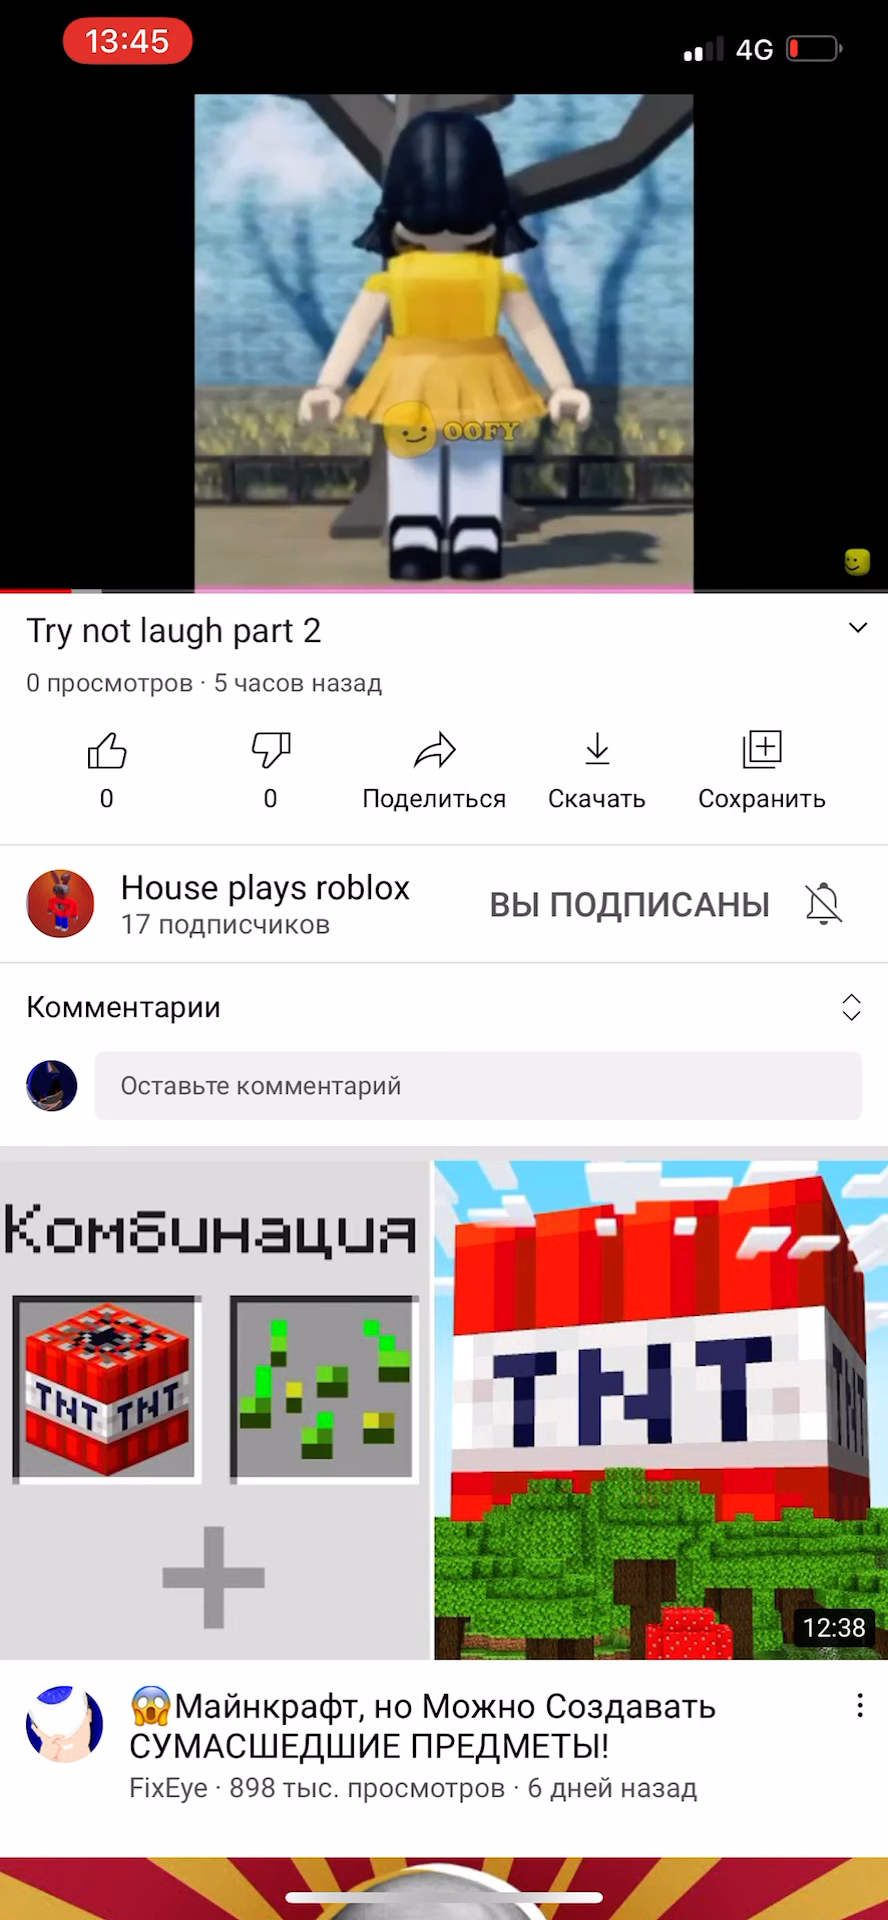 13:45
4G
OOFY
Try not laugh part 2
0 просмотров · 5 часов назад
0
0
Поделиться
Скачать
Сохранить
House plays roblox
17 подписчиков
ВЫ ПОДПИСАНЫ
Комментарии
Оставьте комментарий
Комбинация
TNT TNT
TNT
TNT
12:38
😱Майнкрафт, но Можно Создавать
СУМАСШЕДШИЕ ПРЕДМЕТЫ!
FixEye · 898 тыс. просмотров · 6 дней назад